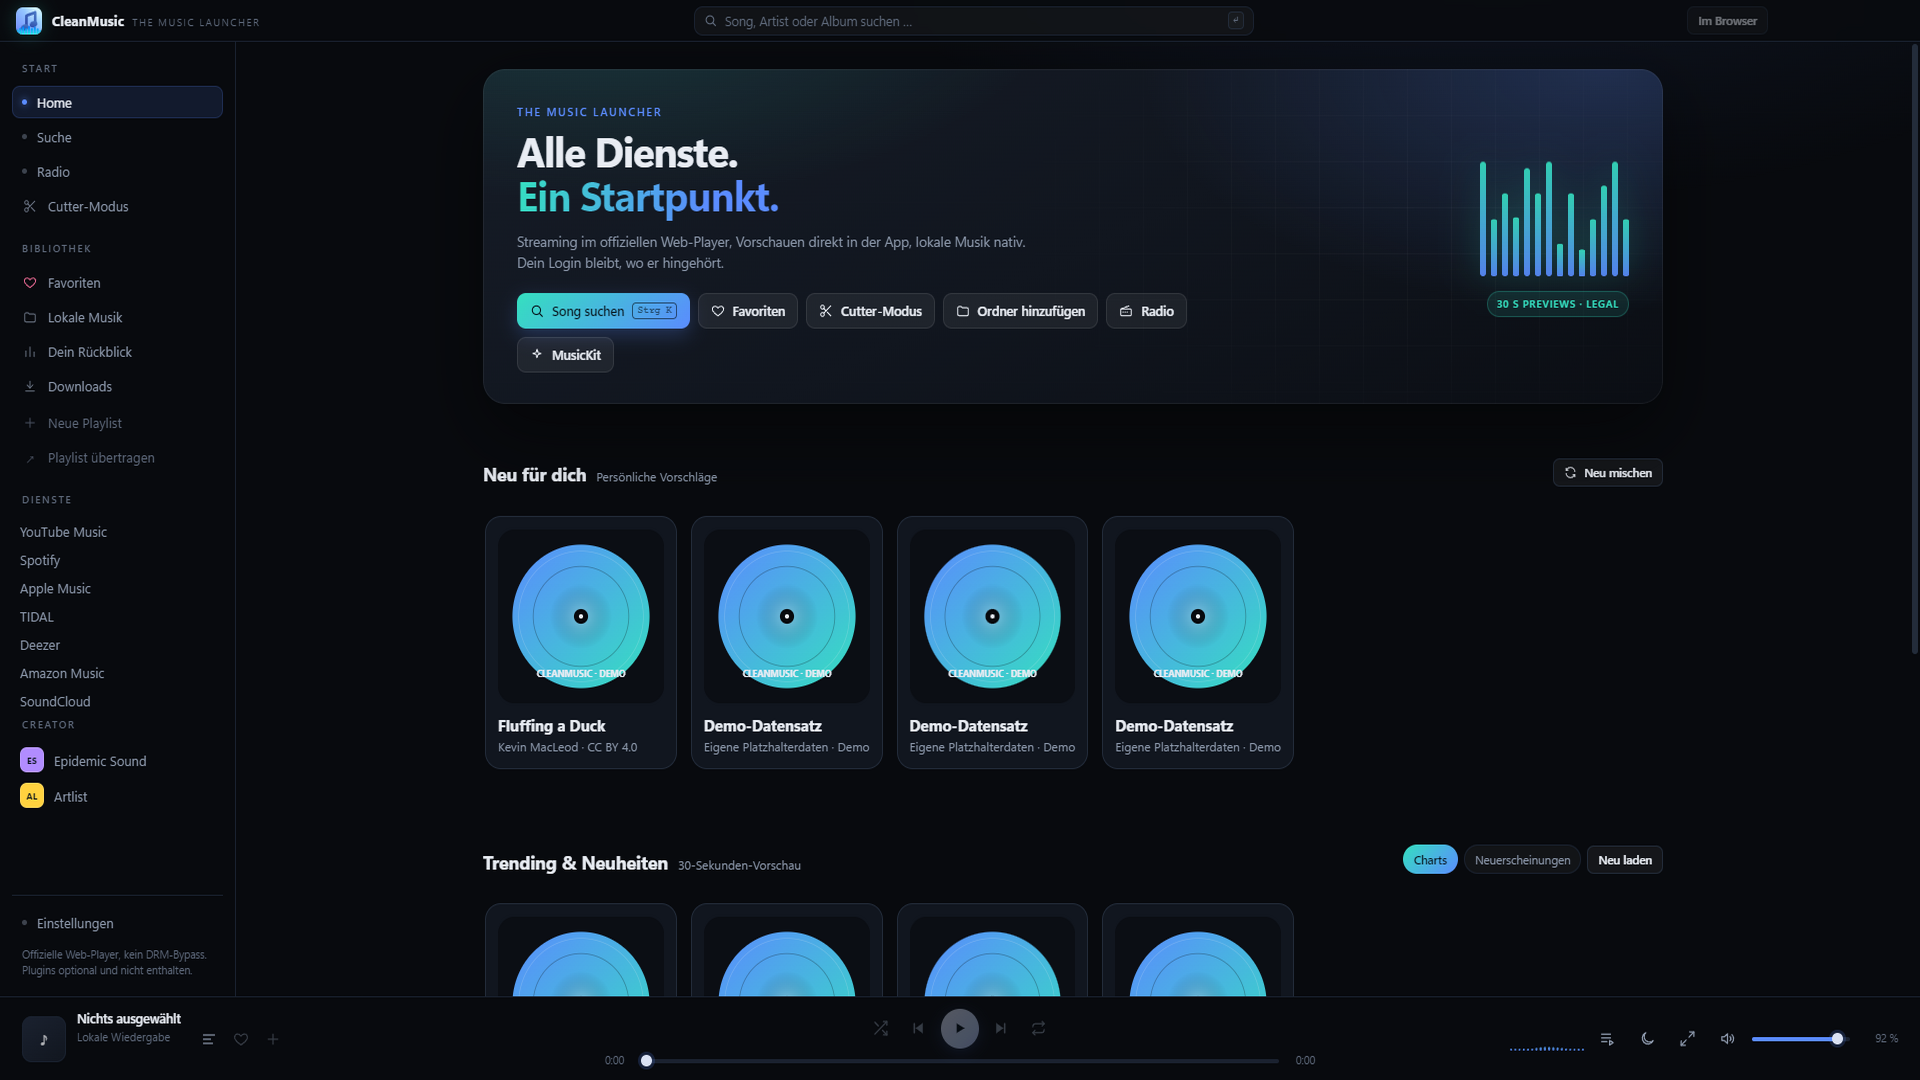 CleanMusic THE MUSIC LAUNCHER
Song, Artist oder Album suchen ...
Im Browser
START
Home
Suche
Radio
Cutter-Modus
BIBLIOTHEK
Favoriten
Lokale Musik
Dein Rückblick
Downloads
Neue Playlist
Playlist übertragen
DIENSTE
YouTube Music
Spotify
Apple Music
TIDAL
Deezer
Amazon Music
SoundCloud
CREATOR
ES Epidemic Sound
AL Artlist
Einstellungen
Offizielle Web-Player, kein DRM-Bypass.
Plugins optional und nicht enthalten.
THE MUSIC LAUNCHER
Alle Dienste.
Ein Startpunkt.
Streaming im offiziellen Web-Player, Vorschauen direkt in der App, lokale Musik nativ.
Dein Login bleibt, wo er hingehört.
Song suchen Strg K Favoriten Cutter-Modus Ordner hinzufügen Radio
MusicKit
30 S PREVIEWS · LEGAL
Neu für dich Persönliche Vorschläge
Neu mischen
CLEANMUSIC · DEMO
Fluffing a Duck
Kevin MacLeod · CC BY 4.0
CLEANMUSIC · DEMO
Demo-Datensatz
Eigene Platzhalterdaten · Demo
CLEANMUSIC · DEMO
Demo-Datensatz
Eigene Platzhalterdaten · Demo
CLEANMUSIC · DEMO
Demo-Datensatz
Eigene Platzhalterdaten · Demo
Trending & Neuheiten 30-Sekunden-Vorschau
Charts Neuerscheinungen Neu laden
Nichts ausgewählt
Lokale Wiedergabe
0:00
0:00
92 %